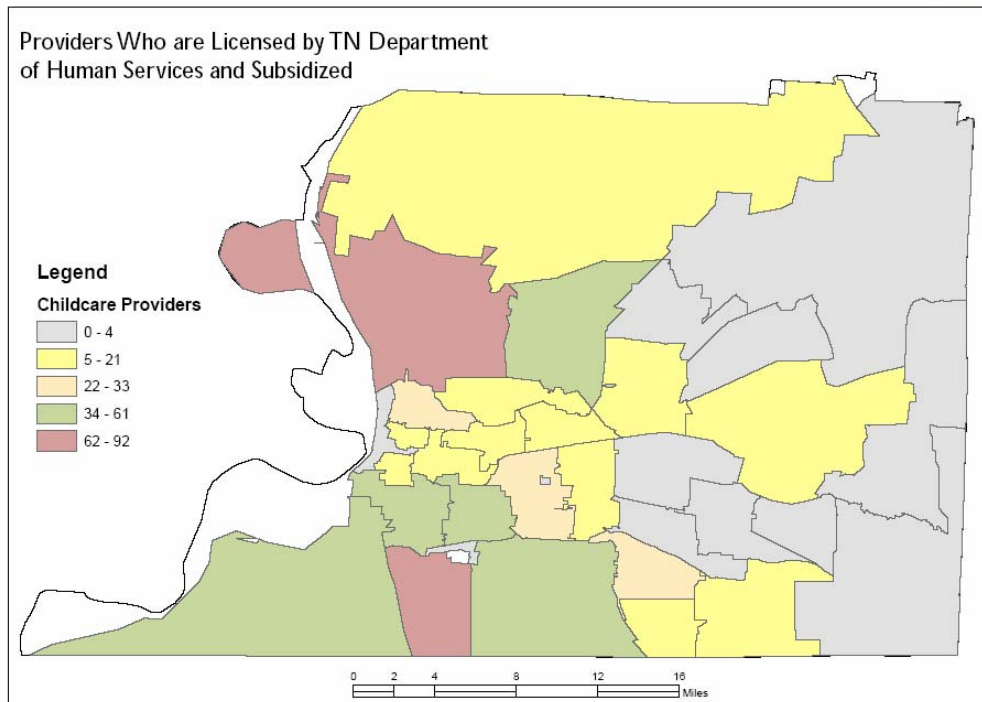 Providers Who are Licensed by TN Department
of Human Services and Subsidized
Legend
Childcare Providers
0 - 4
5 - 21
22 - 33
34 - 61
62 - 92
0 2 4 8 12 16
Miles